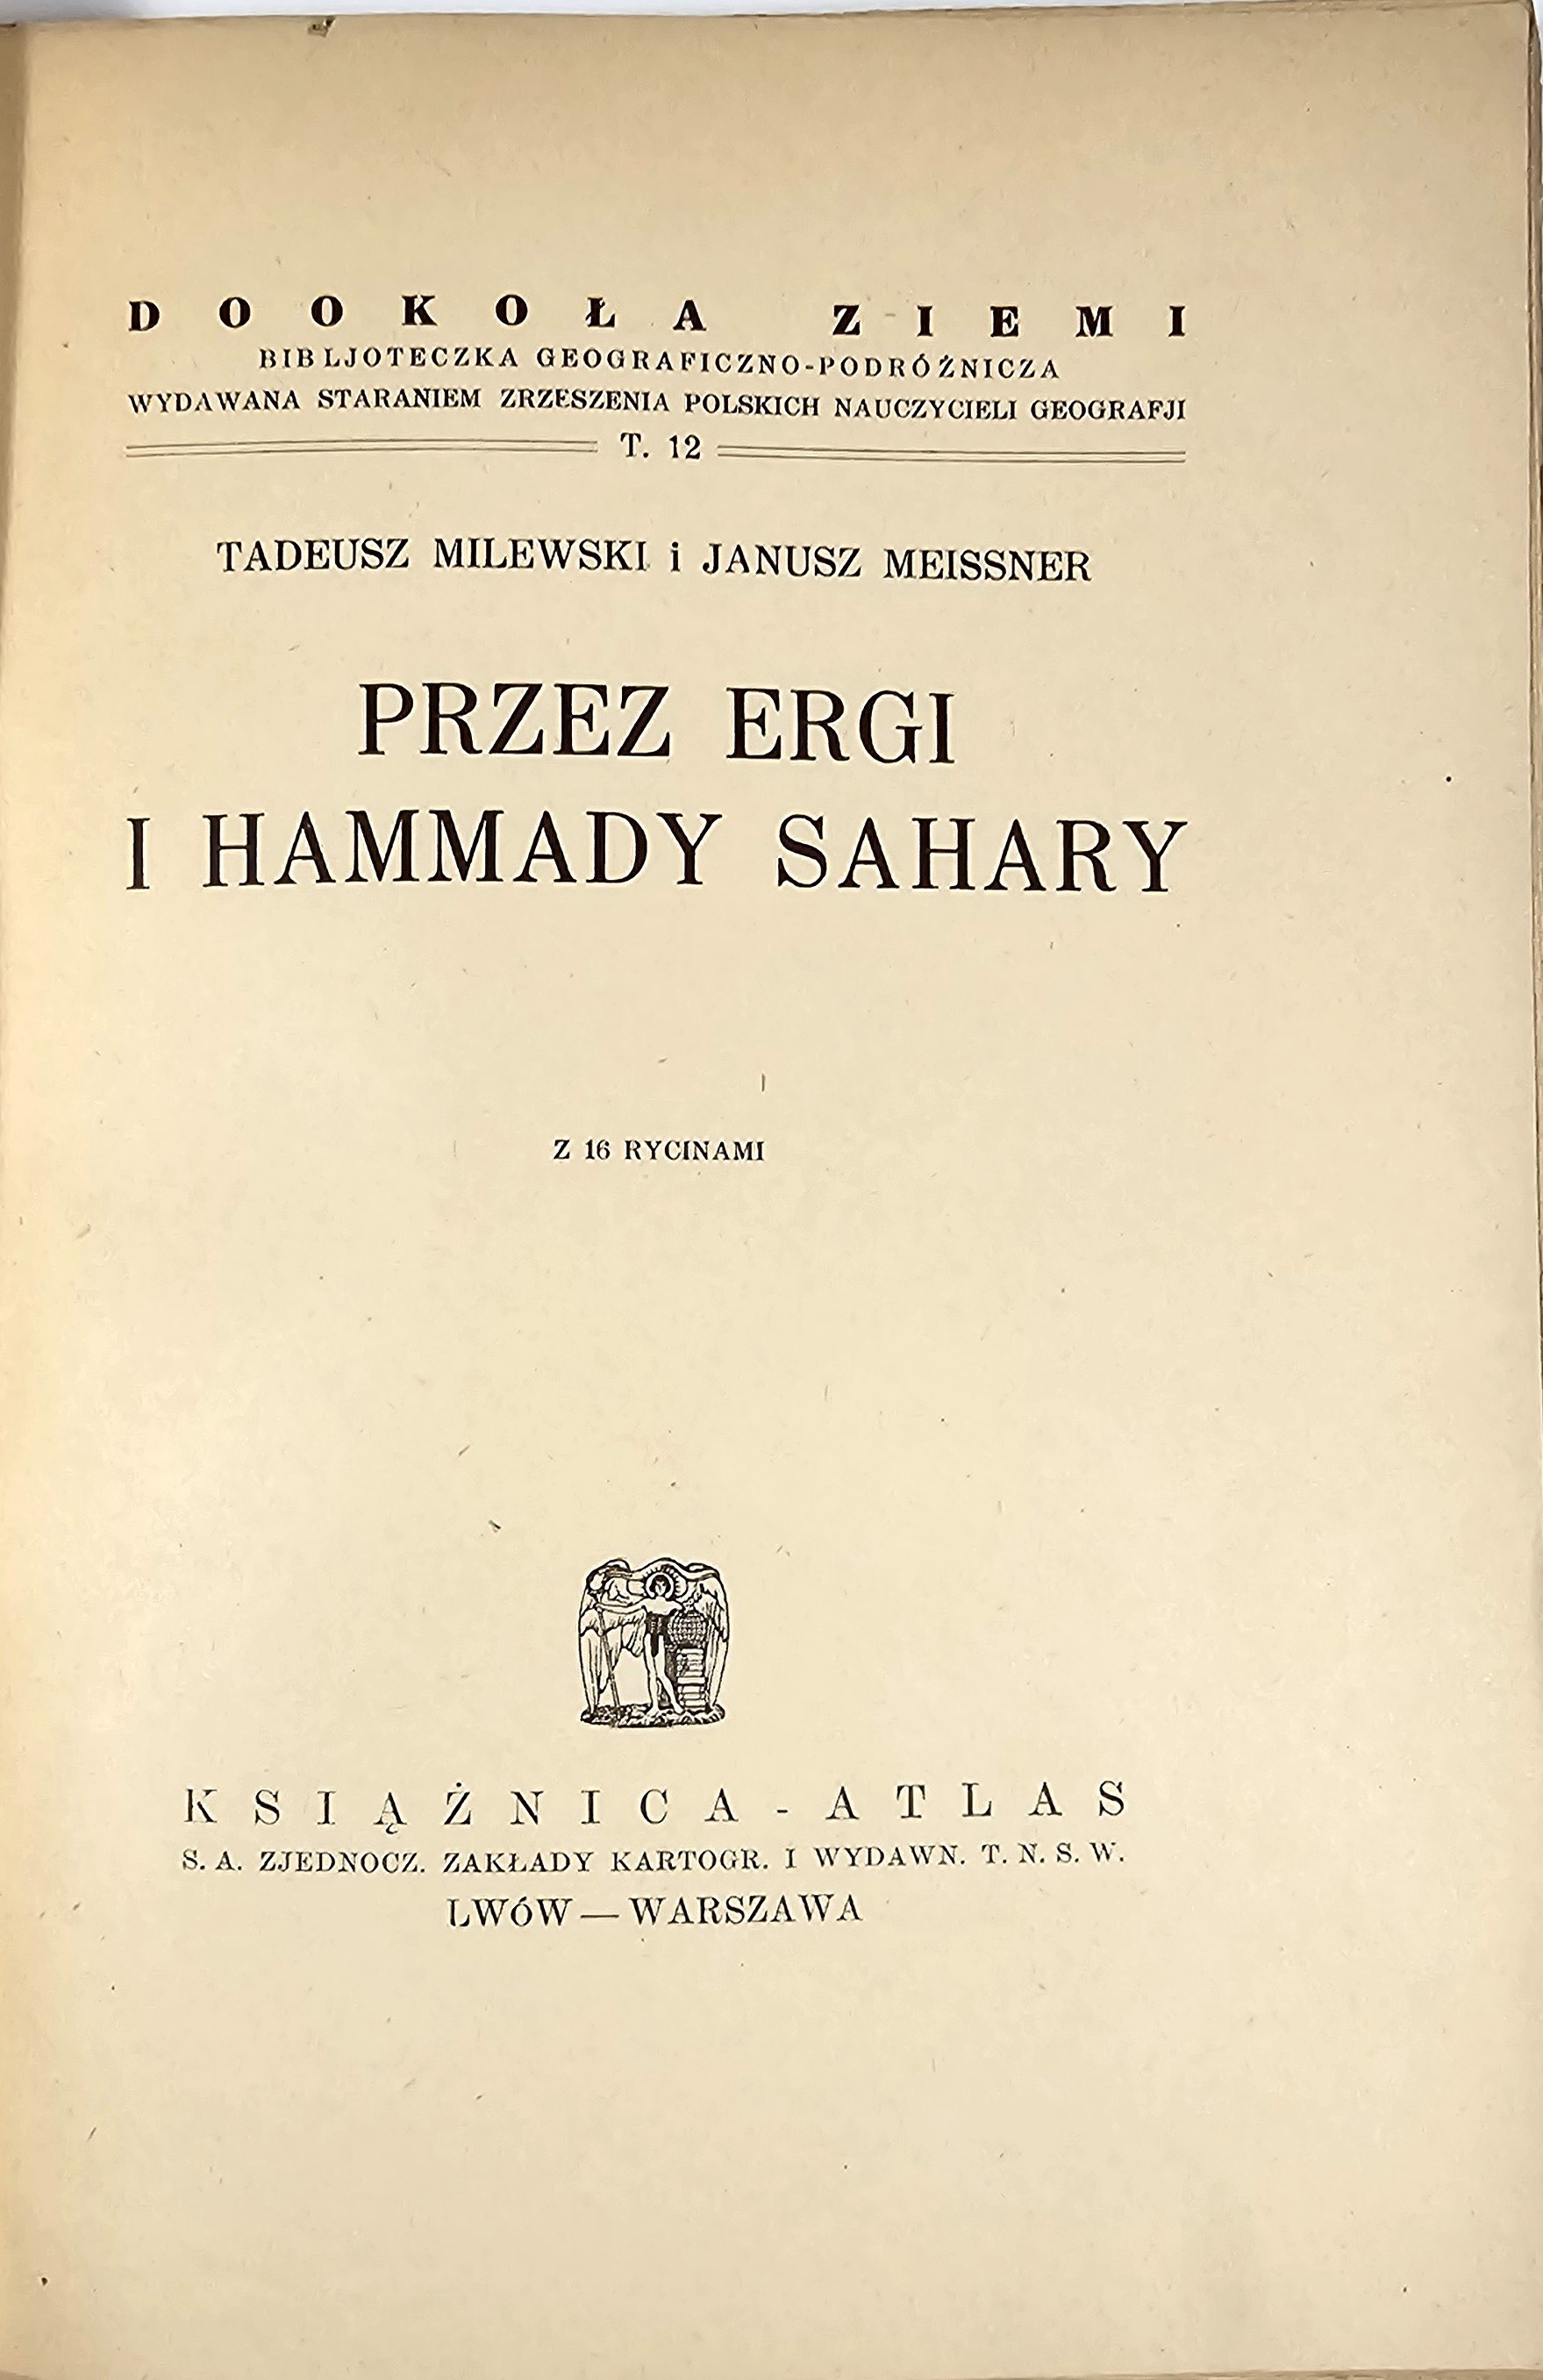 DOOKOŁA ZIEMI
BIBLJOTECZKA GEOGRAFICZNO-PODRÓŻNICZA
WYDAWANA STARANIEM ZRZESZENIA POLSKICH NAUCZYCIELI GEOGRAFJI
T. 12
TADEUSZ MILEWSKI i JANUSZ MEISSNER
PRZEZ ERGI
I HAMMADY SAHARY
Z 16 RYCINAMI
KSIĄŻNICA-ATLAS
S. A. ZJEDNOCZ. ZAKŁADY KARTOGR. I WYDAWN. T. N. S. W.
LWÓW — WARSZAWA